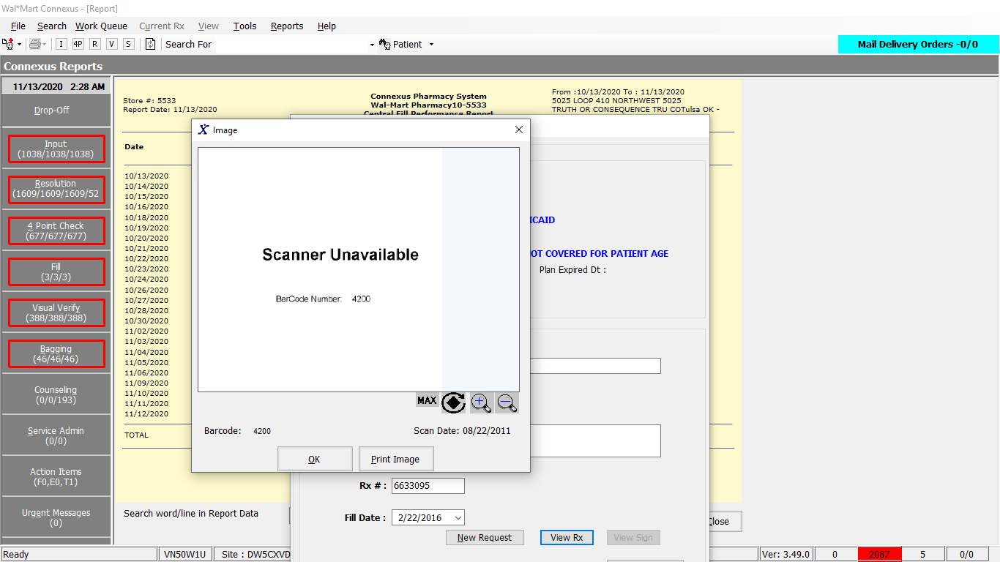 Wal*Mart Connexus - [Report]
File Search Work Queue Current Rx View Tools Reports Help
I 4P R V S Search For Patient Mail Delivery Orders -0/0
Connexus Reports
11/13/2020 2:28 AM
Drop-Off
Input
(1038/1038/1038)
Resolution
(1609/1609/1609/52
4 Point Check
(677/677/677)
Fill
(3/3/3)
Visual Verify
(388/388/388)
Bagging
(46/46/46)
Counseling
(0/0/193)
Service Admin
(0/0)
Action Items
(F0,E0,T1)
Urgent Messages
(0)
Store #: 5533
Report Date: 11/13/2020
Connexus Pharmacy System
Wal-Mart Pharmacy10-5533
Central Fill Performance Report
From :10/13/2020 To : 11/13/2020
5025 LOOP 410 NORTHWEST 5025
TRUTH OR CONSEQUENCE TRU COTulsa OK -
Date
10/13/2020
10/14/2020
10/15/2020
10/16/2020
10/18/2020
10/19/2020
10/20/2020
10/21/2020
10/22/2020
10/23/2020
10/24/2020
10/26/2020
10/27/2020
10/28/2020
10/30/2020
11/02/2020
11/03/2020
11/04/2020
11/05/2020
11/06/2020
11/09/2020
11/10/2020
11/11/2020
11/12/2020
TOTAL
Search word/line in Report Data
Image
Scanner Unavailable
BarCode Number: 4200
MAX
Barcode: 4200 Scan Date: 08/22/2011
OK Print Image
ICAID
OT COVERED FOR PATIENT AGE
Plan Expired Dt :
Rx # : 6633095
Fill Date : 2/22/2016
New Request View Rx View Sign
Close
Ready VN50W1U Site : DW5CXVD Ver: 3.49.0 0 2087 5 0/0